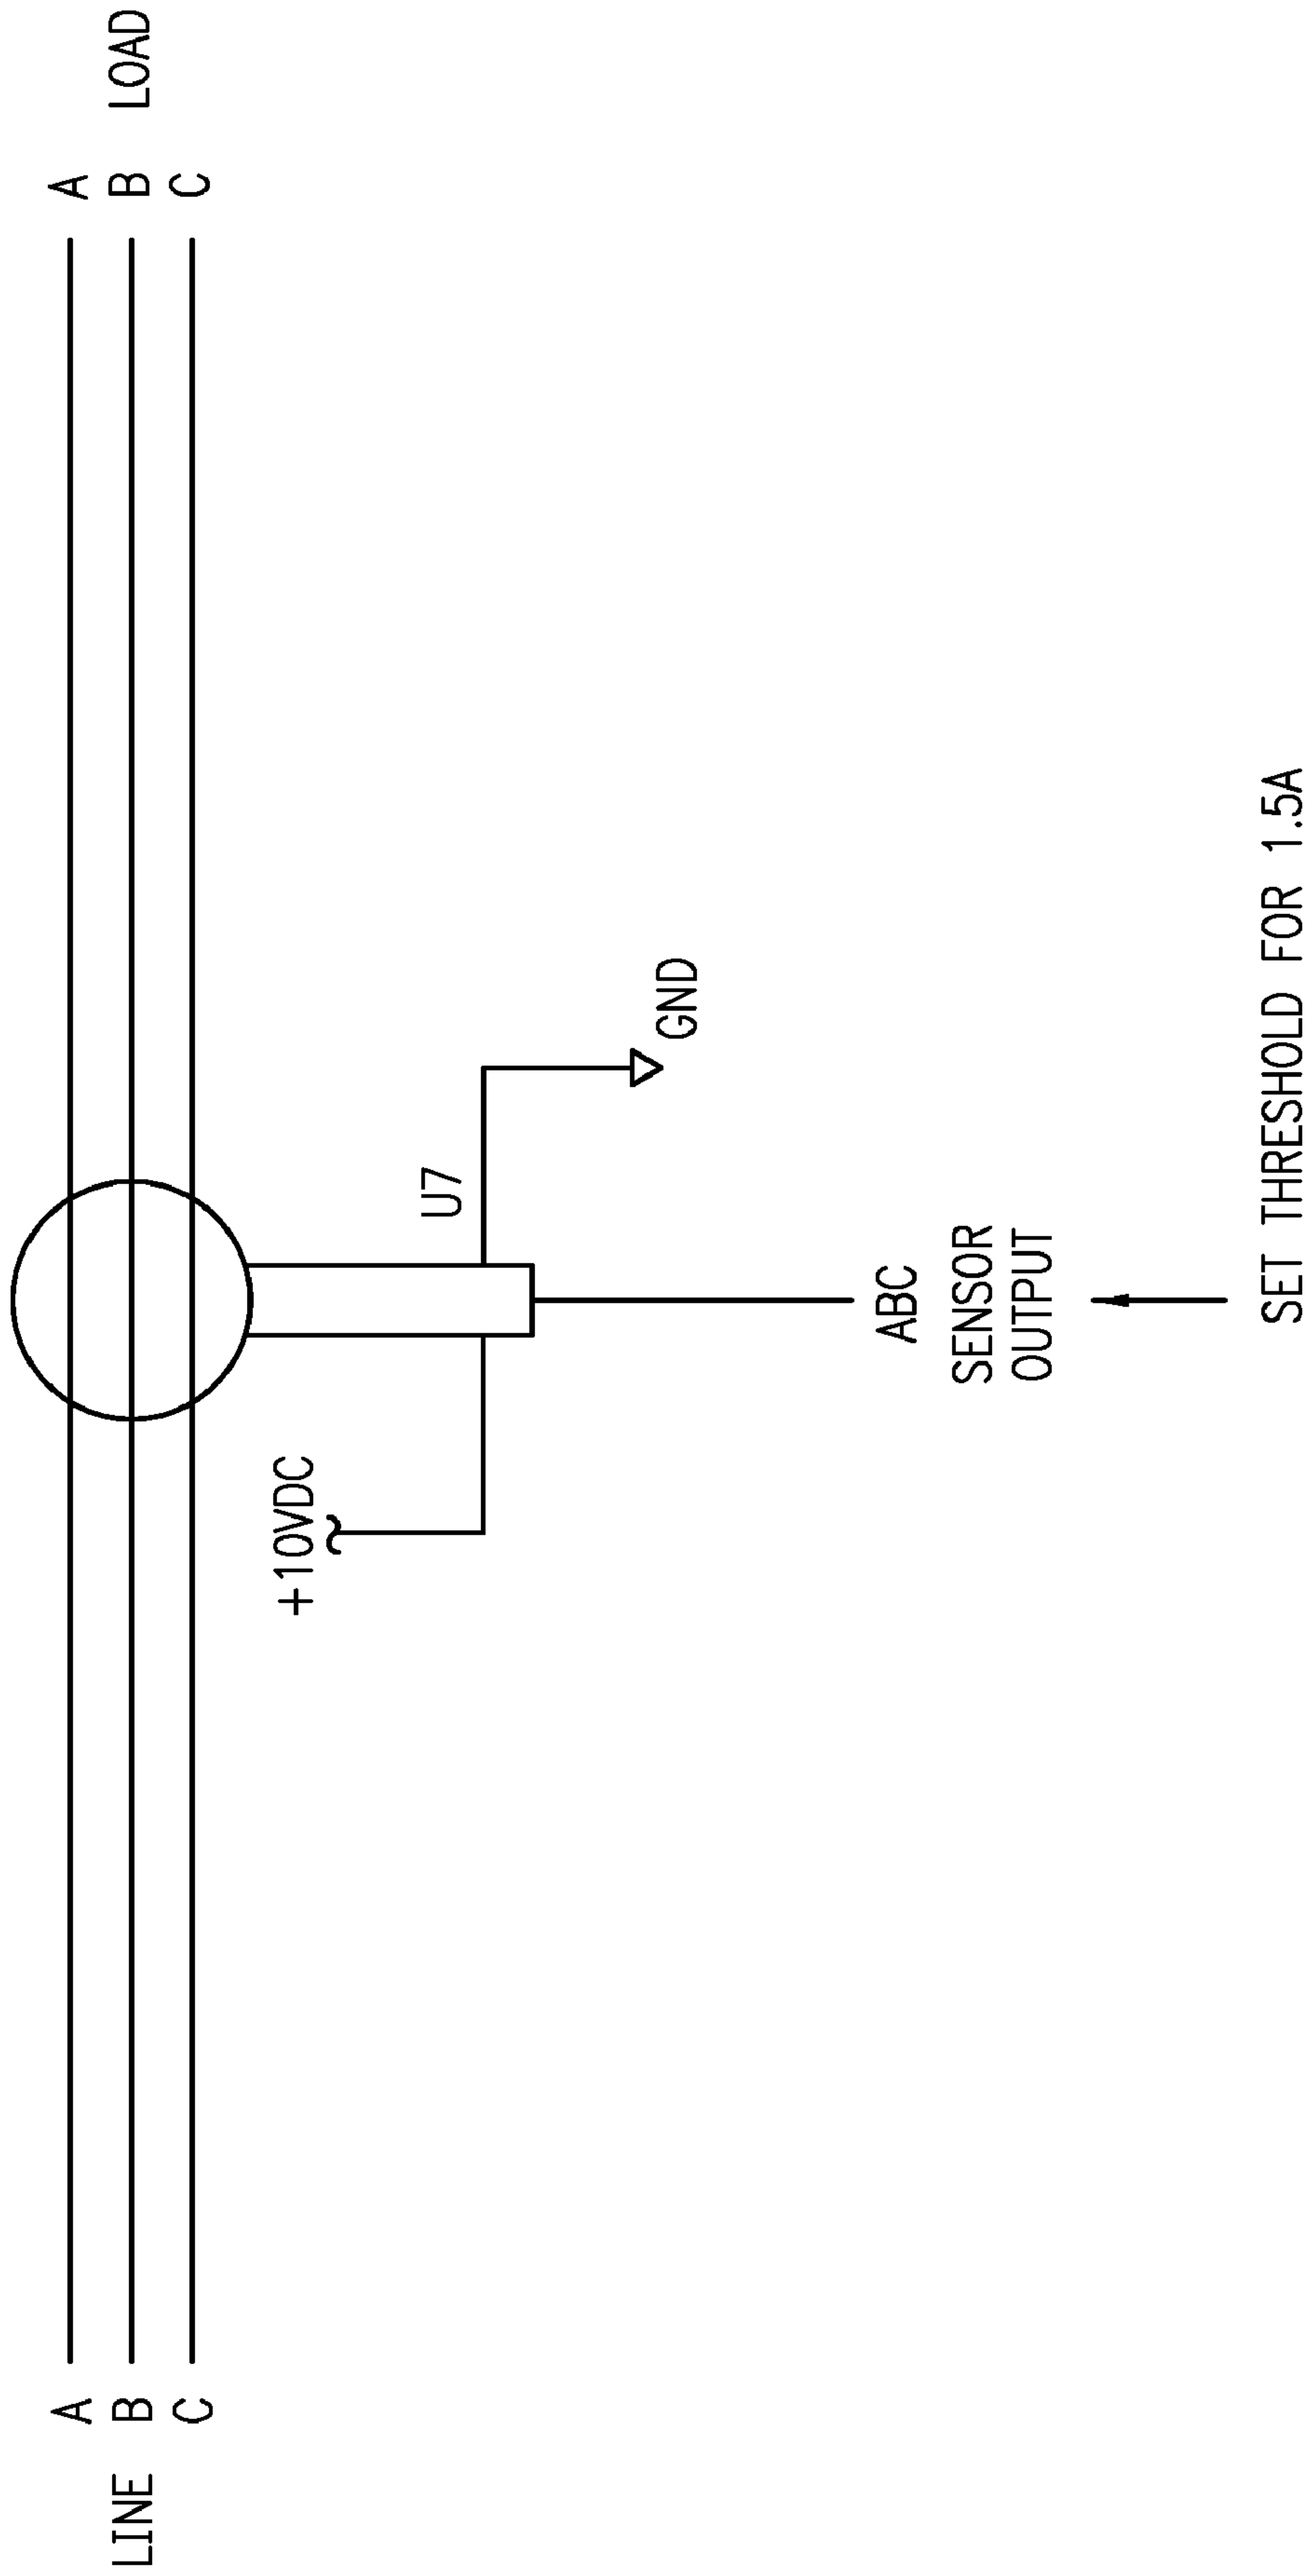 LINE
A
B
C
A
B
C
LOAD
+10VDC
U7
GND
ABC
SENSOR
OUTPUT
SET THRESHOLD FOR 1.5A